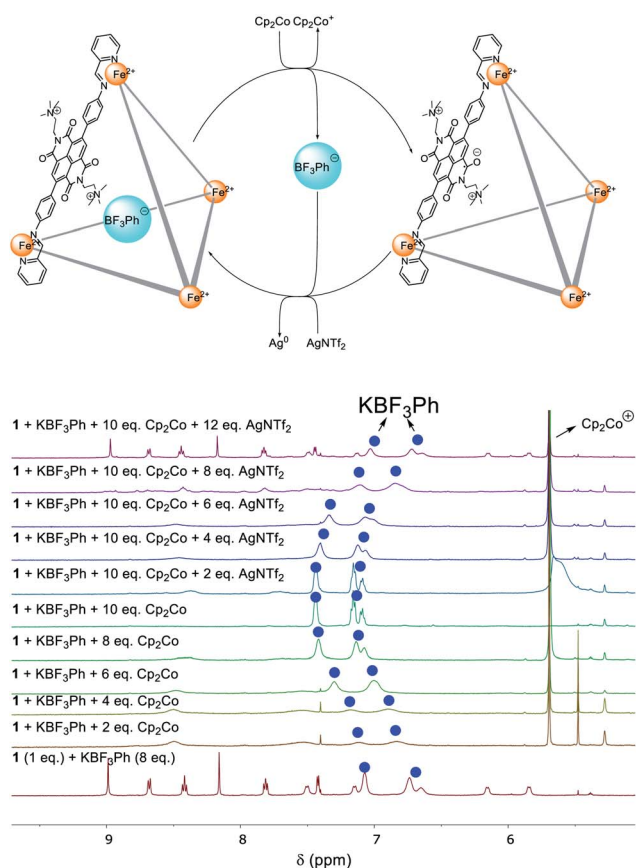 Cp₂Co Cp₂Co⁺
N
Fe²⁺
N
N⁺
O N O
O N O
N⁺
BF₃Ph ⊖
Fe²⁺
Fe²⁺
N
N
Fe²⁺
BF₃Ph ⊖
N
Fe²⁺
N
N⁺
O N O
⊖
O N O
N⁺
Fe²⁺
Fe²⁺
N
N
Fe²⁺
Ag⁰ AgNTf₂
KBF₃Ph
Cp₂Co⊕
1 + KBF₃Ph + 10 eq. Cp₂Co + 12 eq. AgNTf₂
1 + KBF₃Ph + 10 eq. Cp₂Co + 8 eq. AgNTf₂
1 + KBF₃Ph + 10 eq. Cp₂Co + 6 eq. AgNTf₂
1 + KBF₃Ph + 10 eq. Cp₂Co + 4 eq. AgNTf₂
1 + KBF₃Ph + 10 eq. Cp₂Co + 2 eq. AgNTf₂
1 + KBF₃Ph + 10 eq. Cp₂Co
1 + KBF₃Ph + 8 eq. Cp₂Co
1 + KBF₃Ph + 6 eq. Cp₂Co
1 + KBF₃Ph + 4 eq. Cp₂Co
1 + KBF₃Ph + 2 eq. Cp₂Co
1 (1 eq.) + KBF₃Ph (8 eq.)
9 8 7 6
δ (ppm)